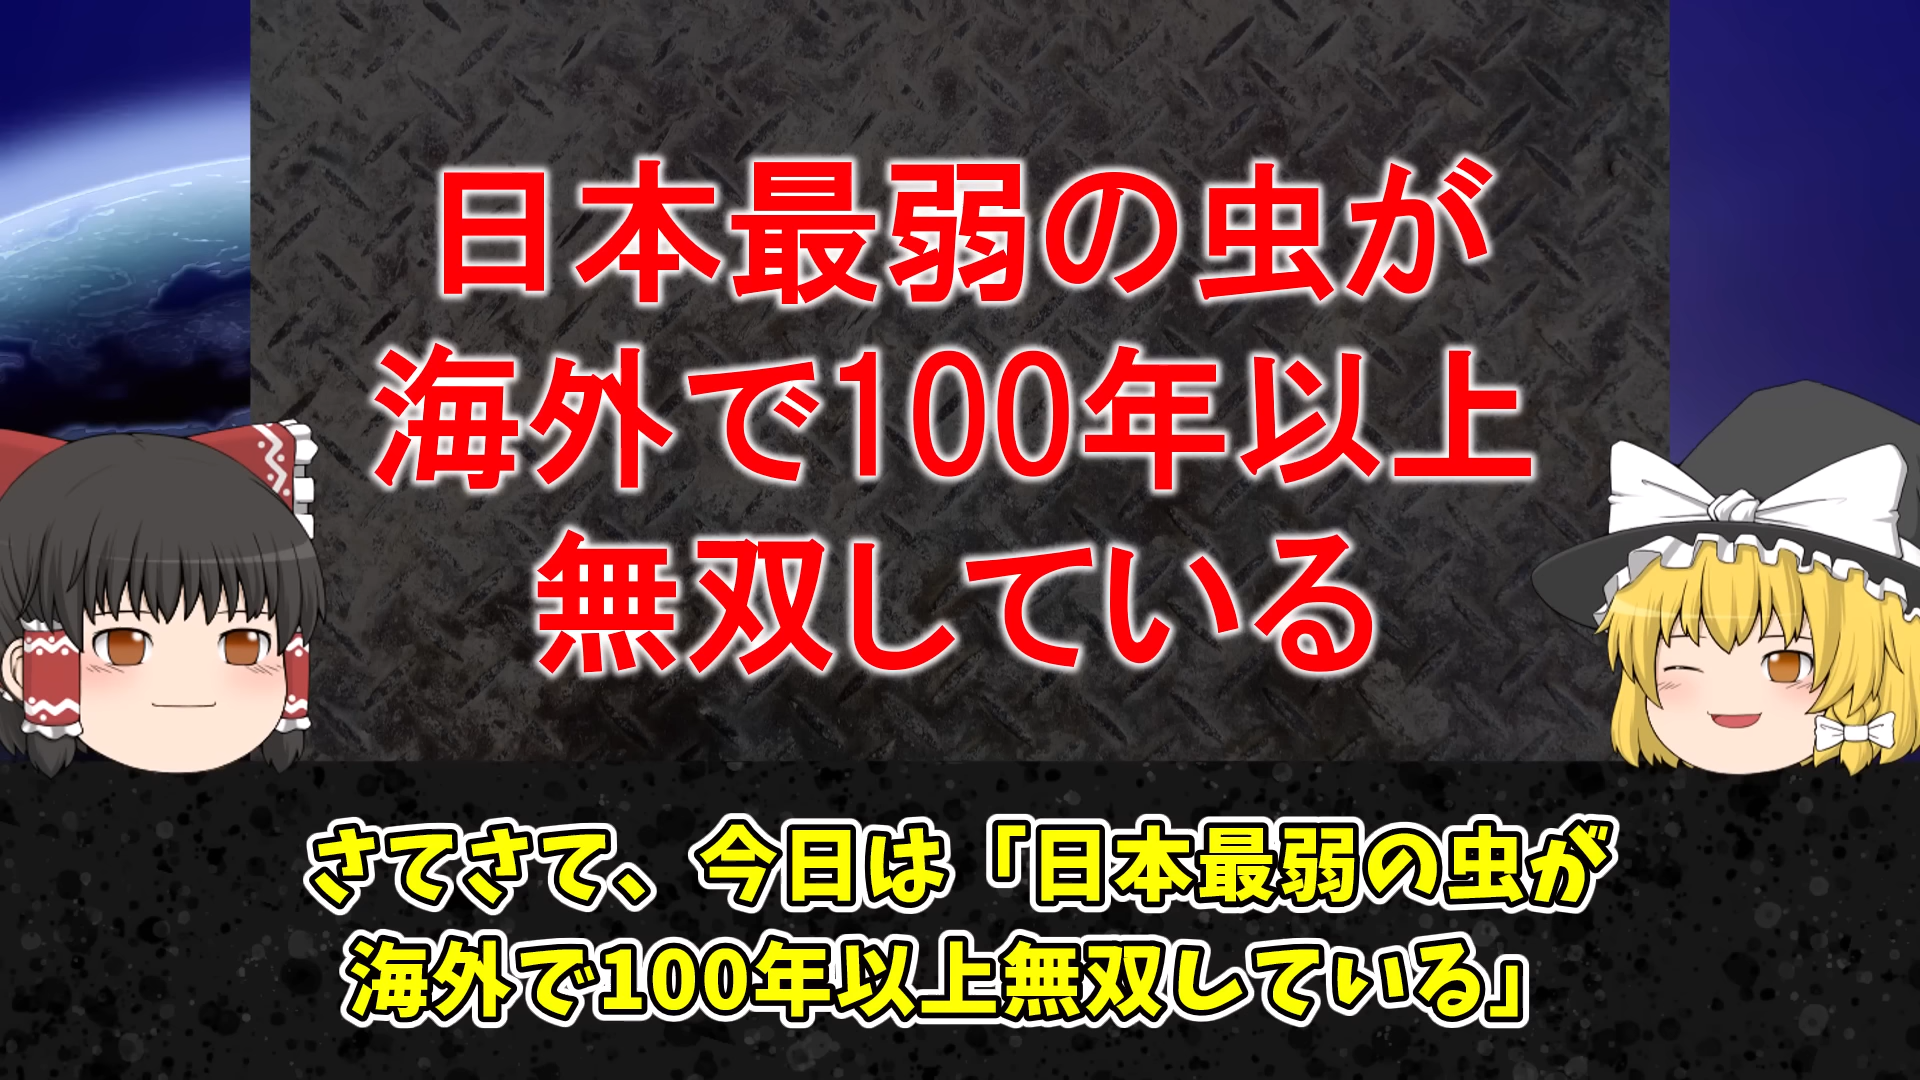 日本最弱の虫が
海外で100年以上
無双している
さてさて、今日は「日本最弱の虫が
海外で100年以上無双している」